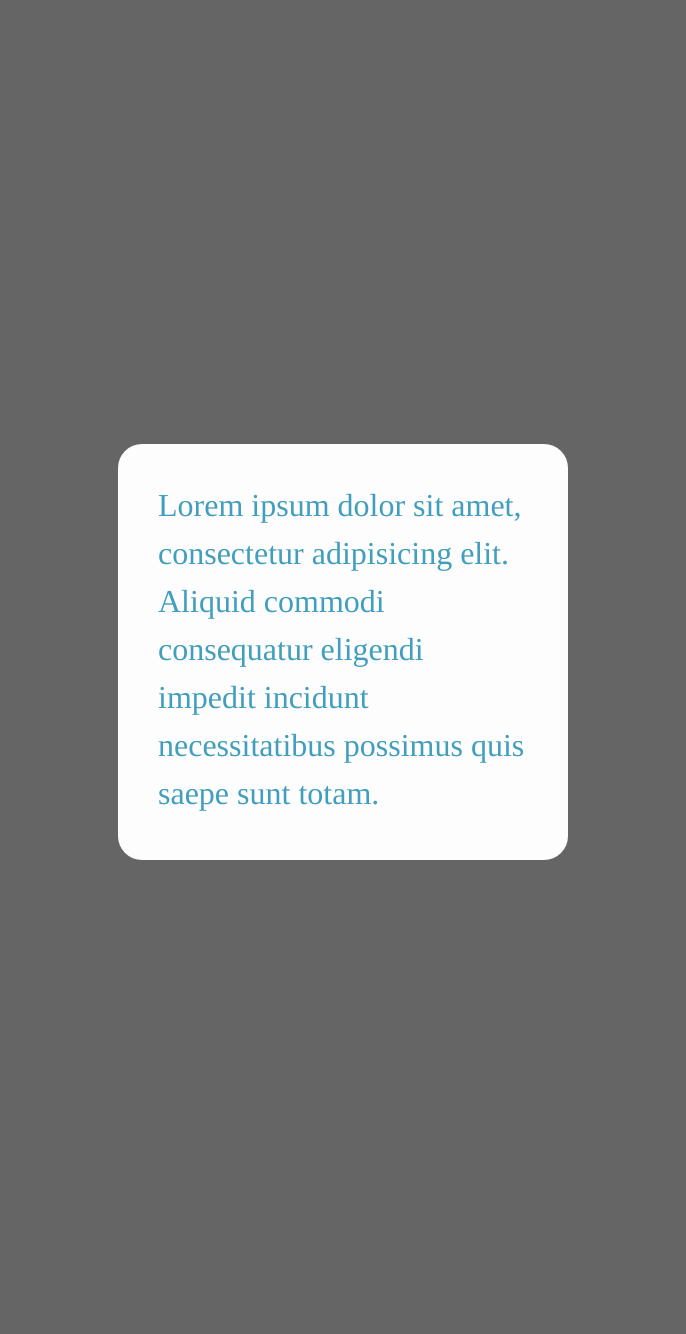 Lorem ipsum dolor sit amet,
consectetur adipisicing elit.
Aliquid commodi
consequatur eligendi
impedit incidunt
necessitatibus possimus quis
saepe sunt totam.